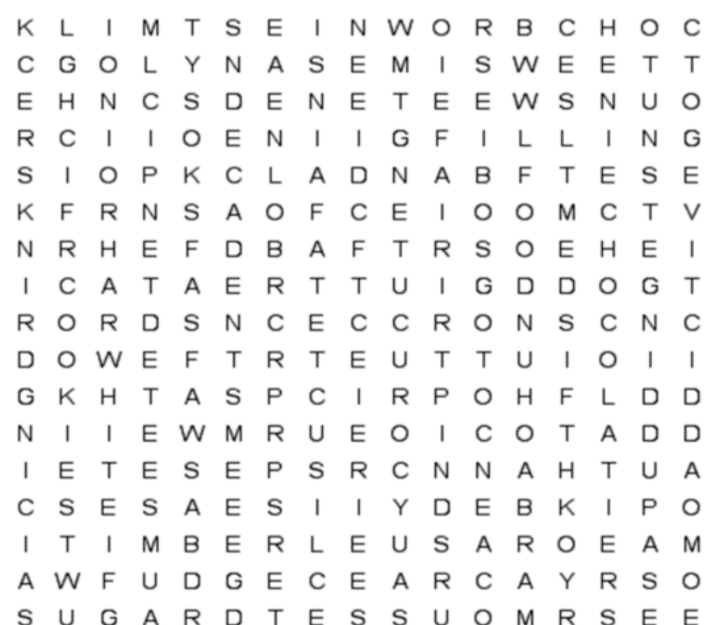 K L I M T S E I N W O R B C H O C
C G O L Y N A S E M I S W E E T T
E H N C S D E N E T E E W S N U O
R C I I O E N I I G F I L L I N G
S I O P K C L A D N A B F T E S E
K F R N S A O F C E I O O M C T V
N R H E F D B A F T R S O E H E I
I C A T A E R T T U I G D D O G T
R O R D S N C E C C R O N S C N C
D O W E F T R T E U T T U I O I I
G K H T A S P C I R P O H F L D D
N I I E W M R U E O I C O T A D D
I E T E S E P S R C N N A H T U A
C S E S A E S I I Y D E B K I P O
I T I M B E R L E U S A R O E A M
A W F U D G E C E A R C A Y R S O
S U G A R D T E S S U O M R S E E